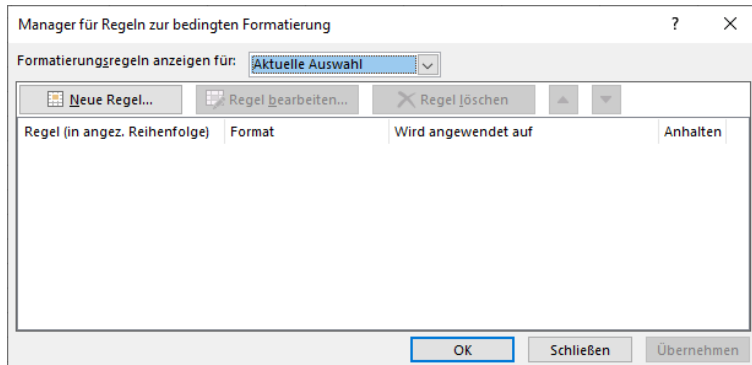 Manager für Regeln zur bedingten Formatierung ? ×
Formatierungsregeln anzeigen für: Aktuelle Auswahl
Neue Regel... Regel bearbeiten... Regel löschen
Regel (in angez. Reihenfolge) Format Wird angewendet auf Anhalten
OK Schließen Übernehmen